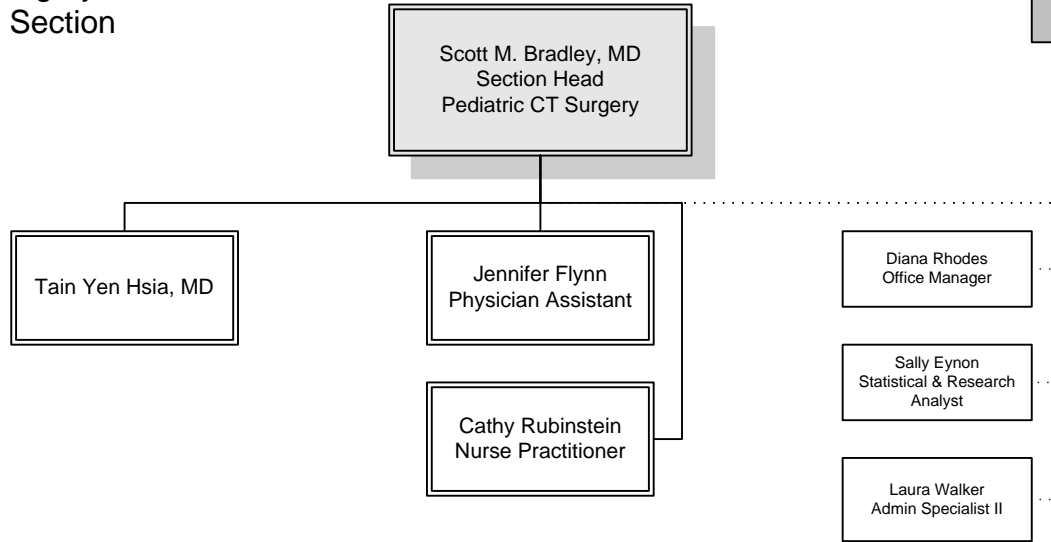 Section
Scott M. Bradley, MD
Section Head
Pediatric CT Surgery
Tain Yen Hsia, MD
Jennifer Flynn
Physician Assistant
Cathy Rubinstein
Nurse Practitioner
Diana Rhodes
Office Manager
Sally Eynon
Statistical & Research
Analyst
Laura Walker
Admin Specialist II